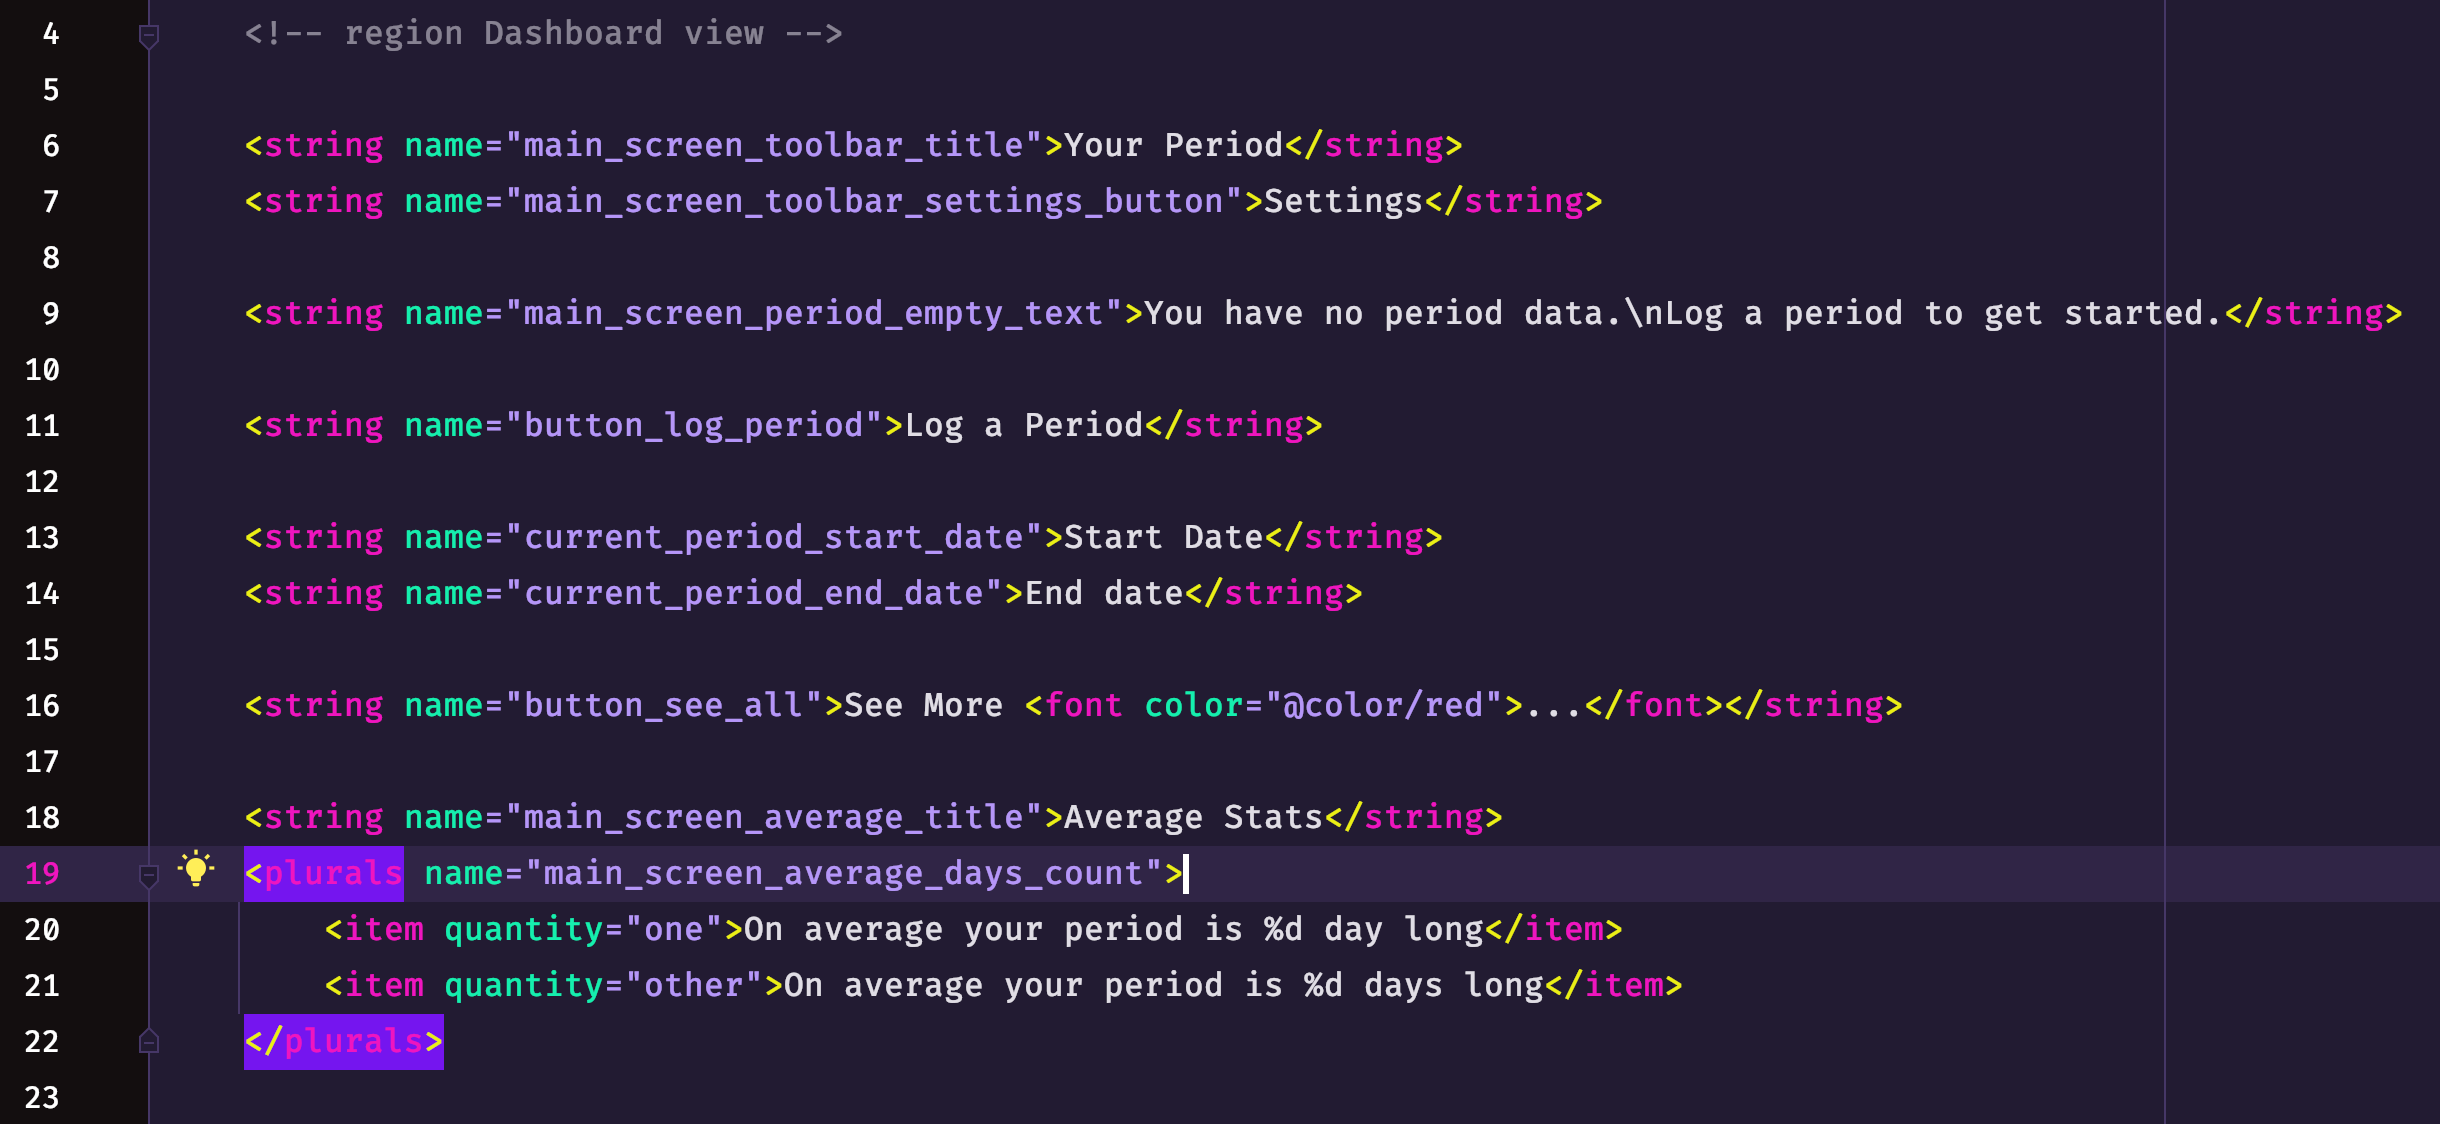 4 <!-- region Dashboard view -->
5
6 <string name="main_screen_toolbar_title">Your Period</string>
7 <string name="main_screen_toolbar_settings_button">Settings</string>
8
9 <string name="main_screen_period_empty_text">You have no period data.\nLog a period to get started.</string>
10
11 <string name="button_log_period">Log a Period</string>
12
13 <string name="current_period_start_date">Start Date</string>
14 <string name="current_period_end_date">End date</string>
15
16 <string name="button_see_all">See More <font color="@color/red">...</font></string>
17
18 <string name="main_screen_average_title">Average Stats</string>
19 <plurals name="main_screen_average_days_count">
20 <item quantity="one">On average your period is %d day long</item>
21 <item quantity="other">On average your period is %d days long</item>
22 </plurals>
23